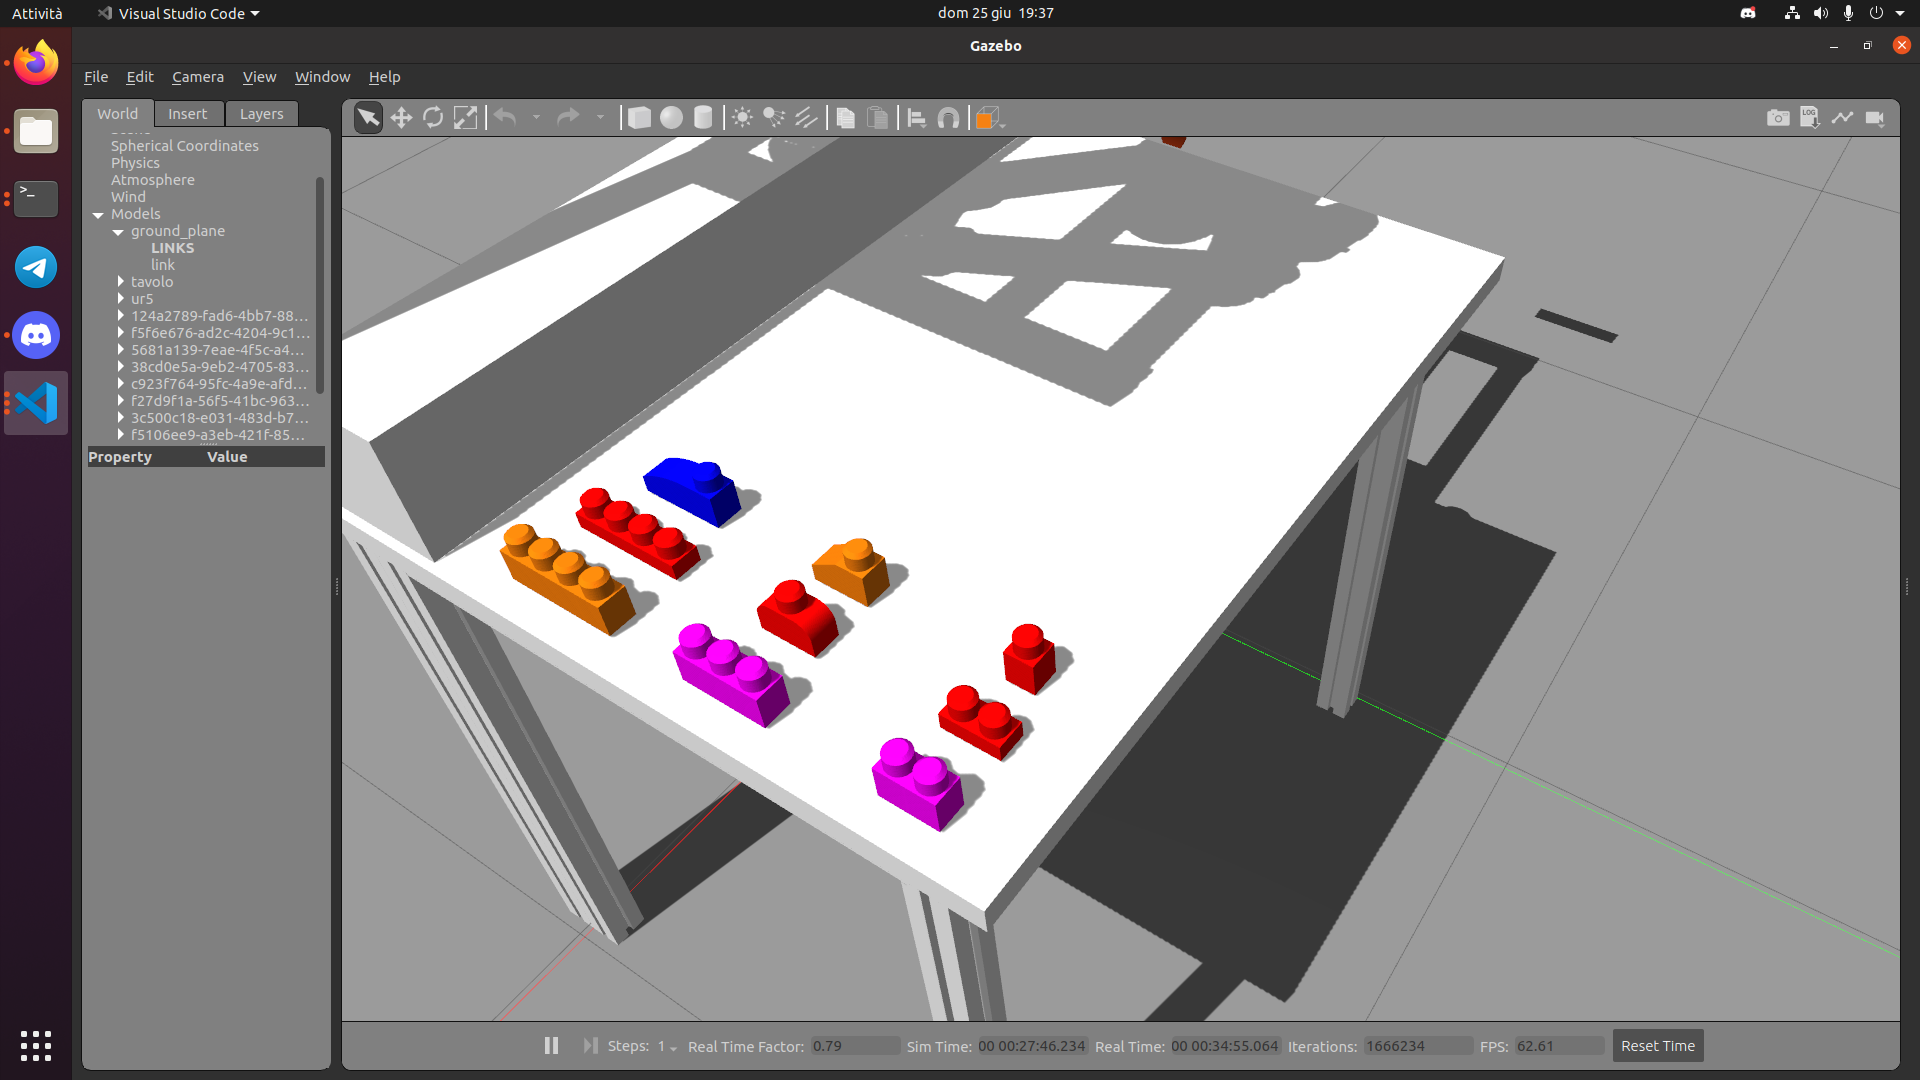 Attività
Visual Studio Code
dom 25 giu 19:37
Gazebo
File Edit Camera View Window Help
World Insert Layers
Spherical Coordinates
Physics
Atmosphere
Wind
Models
ground_plane
LINKS
link
tavolo
ur5
124a2789-fad6-4bb7-88...
f5f6e676-ad2c-4204-9c1...
5681a139-7eae-4f5c-a4...
38cd0e5a-9eb2-4705-83...
c923f764-95fc-4a9e-afd...
f27d9f1a-56f5-41bc-963...
3c500c18-e031-483d-b7...
f5106ee9-a3eb-421f-85...
Property Value
LOG
Steps: 1 Real Time Factor: 0.79 Sim Time: 00 00:27:46.234 Real Time: 00 00:34:55.064 Iterations: 1666234 FPS: 62.61 Reset Time